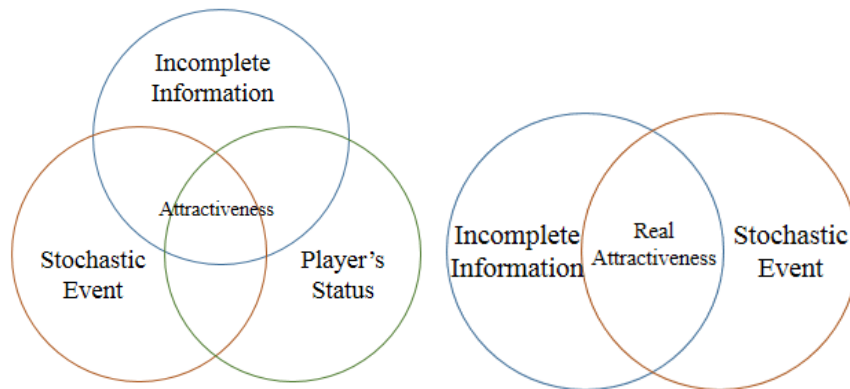 Incomplete
Information
Attractiveness
Stochastic
Event
Player's
Status
Incomplete
Information
Real
Attractiveness
Stochastic
Event